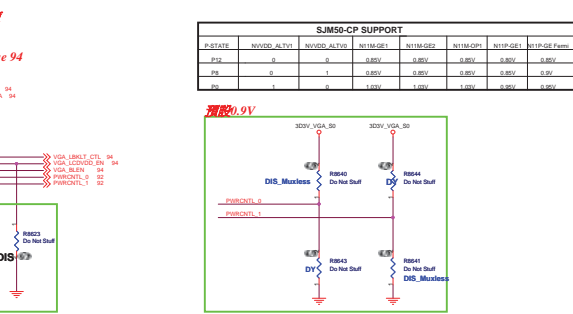 SJM50-CP SUPPORT
P-STATE NVVDD_ALTV1 NVVDD_ALTV0 N11M-GE1 N11M-GE2 N11M-OP1 N11P-GE1 N11P-GE Fermi
P12 0 0 0.85V 0.85V 0.85V 0.80V 0.85V
P8 0 1 0.85V 0.85V 0.85V 0.85V 0.9V
P0 1 0 1.03V 1.03V 1.03V 0.95V 0.95V
e 94
94
94
預設0.9V
3D3V_VGA_S0 3D3V_VGA_S0
VGA_LBKLT_CTL 94
VGA_LCDVDD_EN 94
VGA_BLEN 94
PWRCNTL_0 92
PWRCNTL_1 92
R8640
Do Not Stuff
DIS_Muxless
R8644
Do Not Stuff
DY
PWRCNTL_0
PWRCNTL_1
R8623
Do Not Stuff
DIS
R8643
Do Not Stuff
DY
R8641
Do Not Stuff
DIS_Muxless